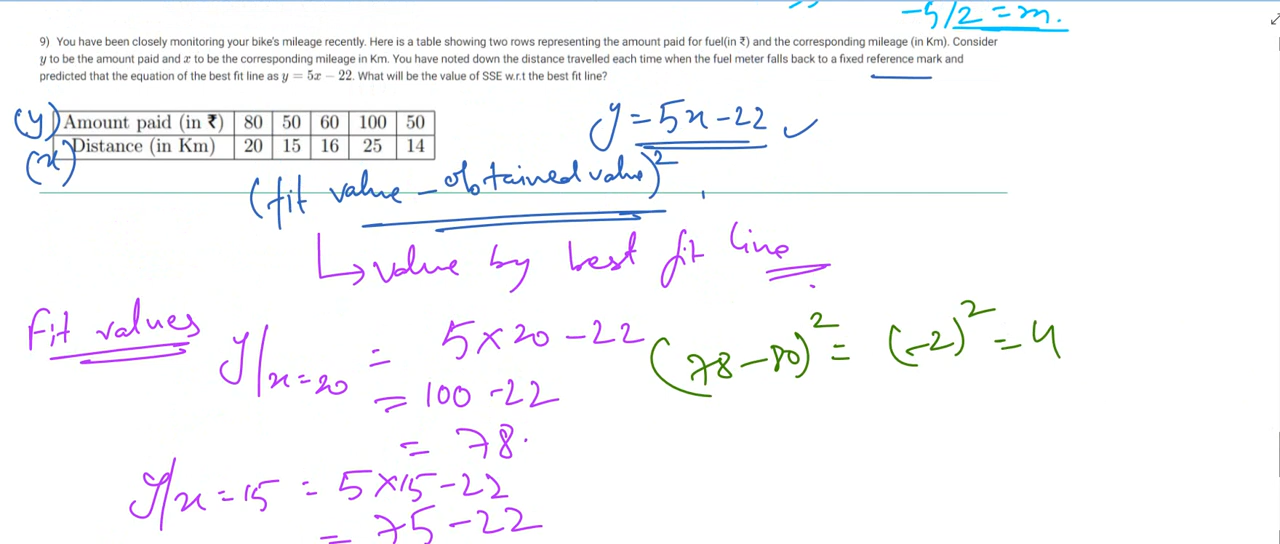 -5/2 = m.
9) You have been closely monitoring your bike's mileage recently. Here is a table showing two rows representing the amount paid for fuel(in ₹) and the corresponding mileage (in Km). Consider
y to be the amount paid and x to be the corresponding mileage in Km. You have noted down the distance travelled each time when the fuel meter falls back to a fixed reference mark and
predicted that the equation of the best fit line as y = 5x − 22. What will be the value of SSE w.r.t the best fit line?
(y) Amount paid (in ₹) 80 50 60 100 50
(x) Distance (in Km) 20 15 16 25 14
y = 5x - 22 ✓
(fit value - obtained value)²
↳ value by best fit line
Fit values
y/x=20 = 5×20-22 (78-80)² = (-2)² = 4
= 100-22
= 78.
y/x=15 = 5×15-22
= 75-22